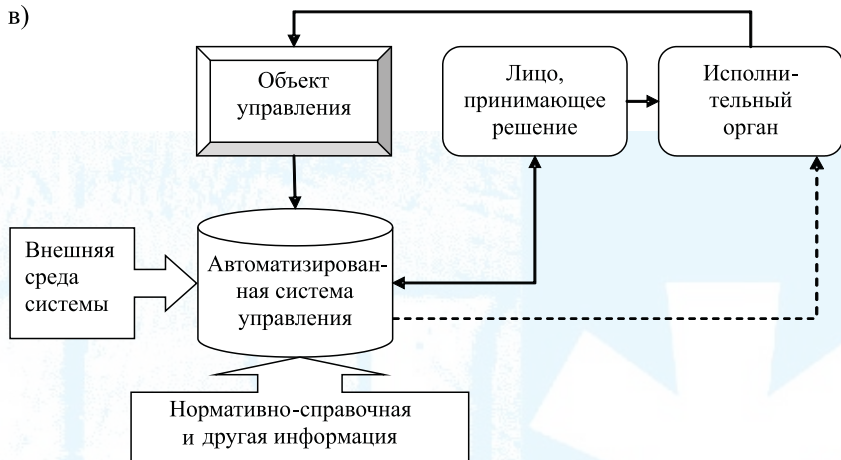 в)
Объект
управления
Лицо,
принимающее
решение
Исполни-
тельный
орган
Внешняя
среда
системы
Автоматизирован-
ная система
управления
Нормативно-справочная
и другая информация